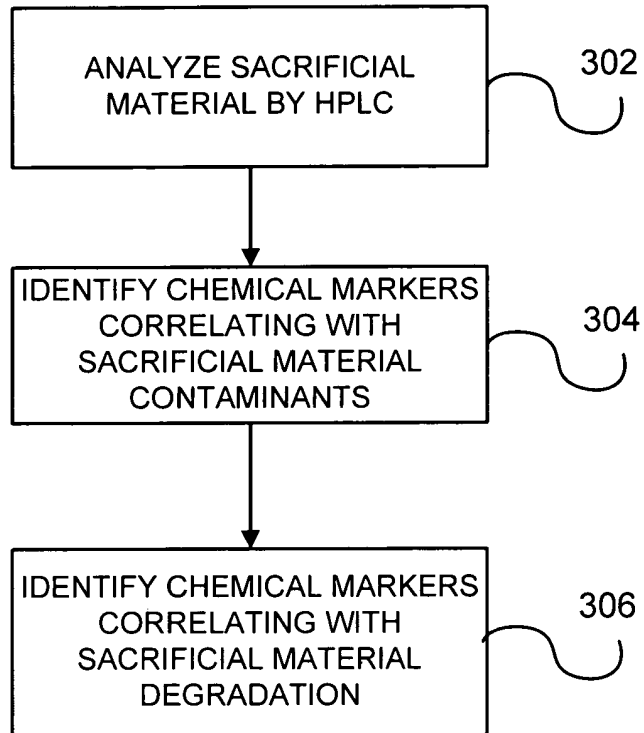 ANALYZE SACRIFICIAL
MATERIAL BY HPLC
302
IDENTIFY CHEMICAL MARKERS
CORRELATING WITH
SACRIFICIAL MATERIAL
CONTAMINANTS
304
IDENTIFY CHEMICAL MARKERS
CORRELATING WITH
SACRIFICIAL MATERIAL
DEGRADATION
306